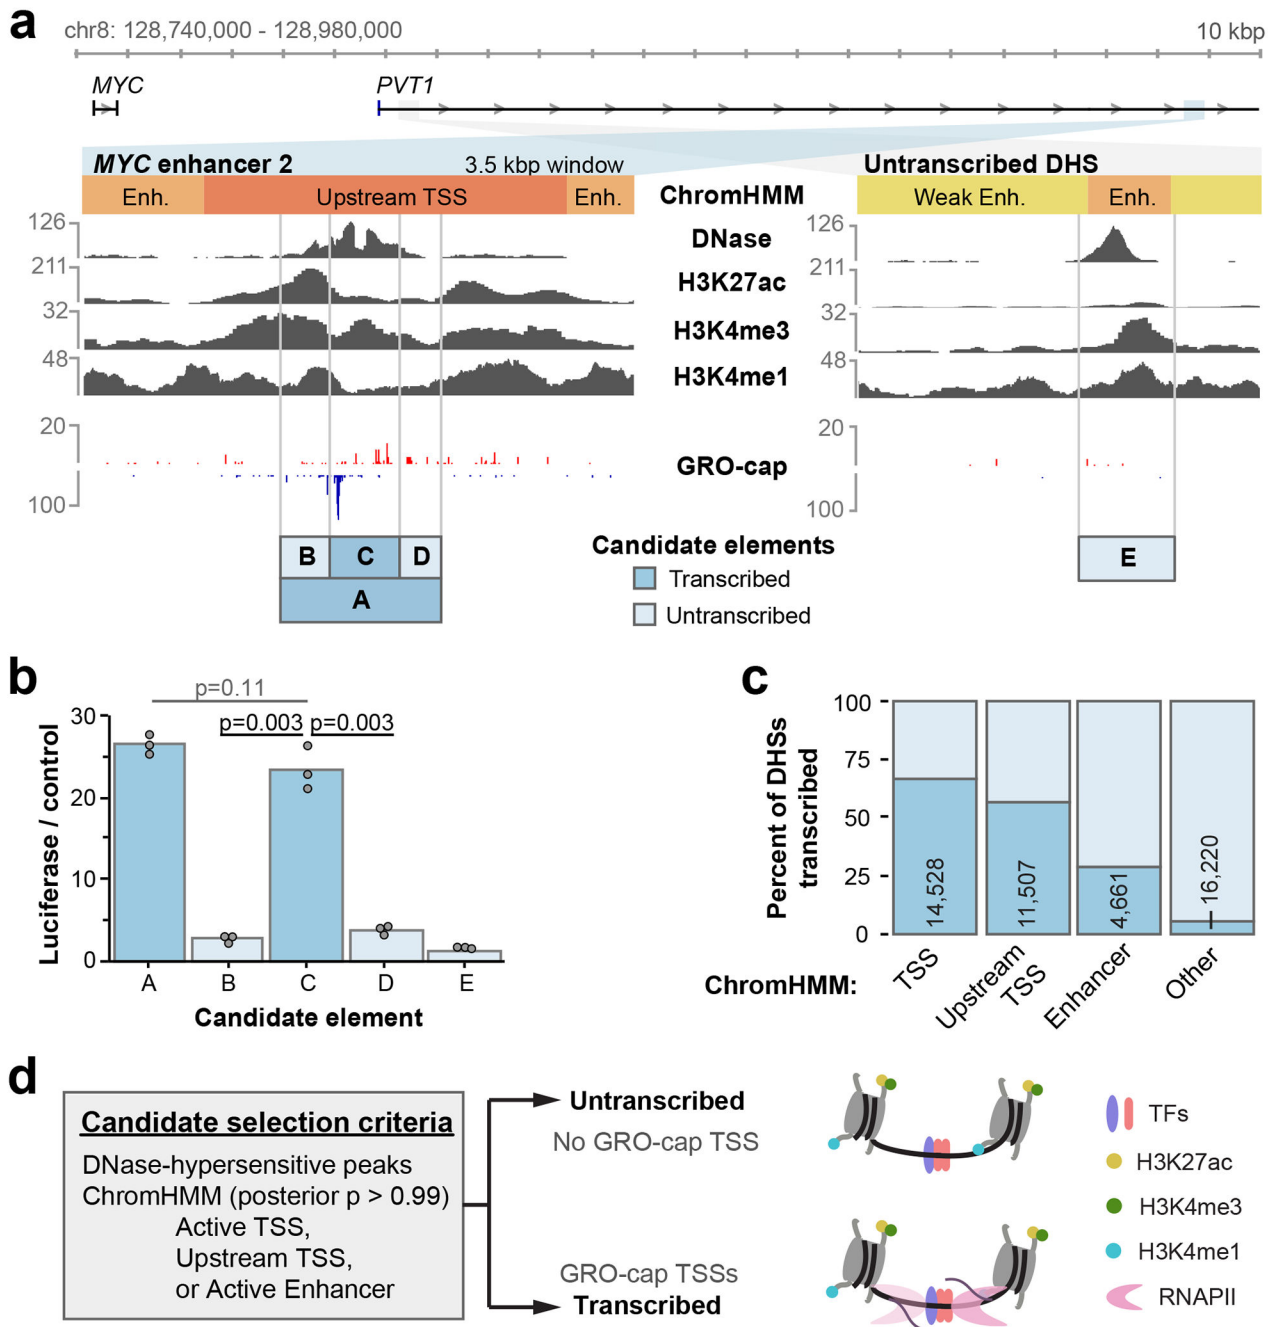 a
chr8: 128,740,000 - 128,980,000
10 kbp
MYC
PVT1
MYC enhancer 2
3.5 kbp window
Untranscribed DHS
Enh.
Upstream TSS
Enh.
ChromHMM
Weak Enh.
Enh.
126
DNase
126
211
H3K27ac
211
32
H3K4me3
32
48
H3K4me1
48
20
GRO-cap
20
100
100
B
C
D
A
Candidate elements
Transcribed
Untranscribed
E
b
p=0.11
p=0.003
p=0.003
30
20
10
0
Luciferase / control
A
B
C
D
E
Candidate element
c
100
75
50
25
0
Percent of DHSs
transcribed
14,528
11,507
4,661
16,220
ChromHMM:
TSS
Upstream
TSS
Enhancer
Other
d
Candidate selection criteria
DNase-hypersensitive peaks
ChromHMM (posterior p > 0.99)
Active TSS,
Upstream TSS,
or Active Enhancer
Untranscribed
No GRO-cap TSS
GRO-cap TSSs
Transcribed
TFs
H3K27ac
H3K4me3
H3K4me1
RNAPII